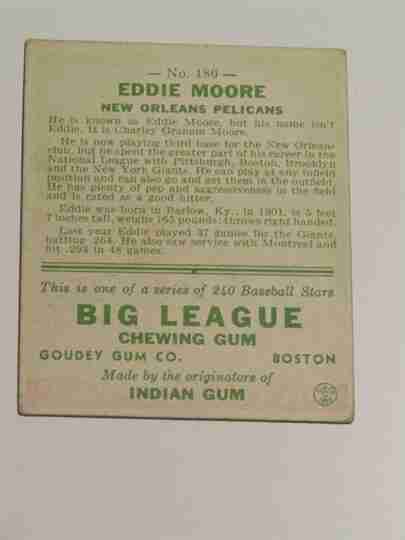 — No. 180 —
EDDIE MOORE
NEW ORLEANS PELICANS
He is known as Eddie Moore, but his name isn't
Eddie. It is Charley Graham Moore.
He is now playing third base for the New Orleans
club, but he spent the greater part of his career in the
National League with Pittsburgh, Boston, Brooklyn
and the New York Giants. He can play at any infield
position and can also go and get them in the outfield.
He has plenty of pep and aggressiveness in the field
and is rated as a good hitter.
Eddie was born in Barlow, Ky., in 1901, is 5 feet
7 inches tall, weighs 165 pounds; throws right handed.
Last year Eddie played 37 games for the Giants,
batting .264. He also saw service with Montreal and
hit .293 in 48 games.
This is one of a series of 240 Baseball Stars
BIG LEAGUE
CHEWING GUM
GOUDEY GUM CO. BOSTON
Made by the originators of
INDIAN GUM